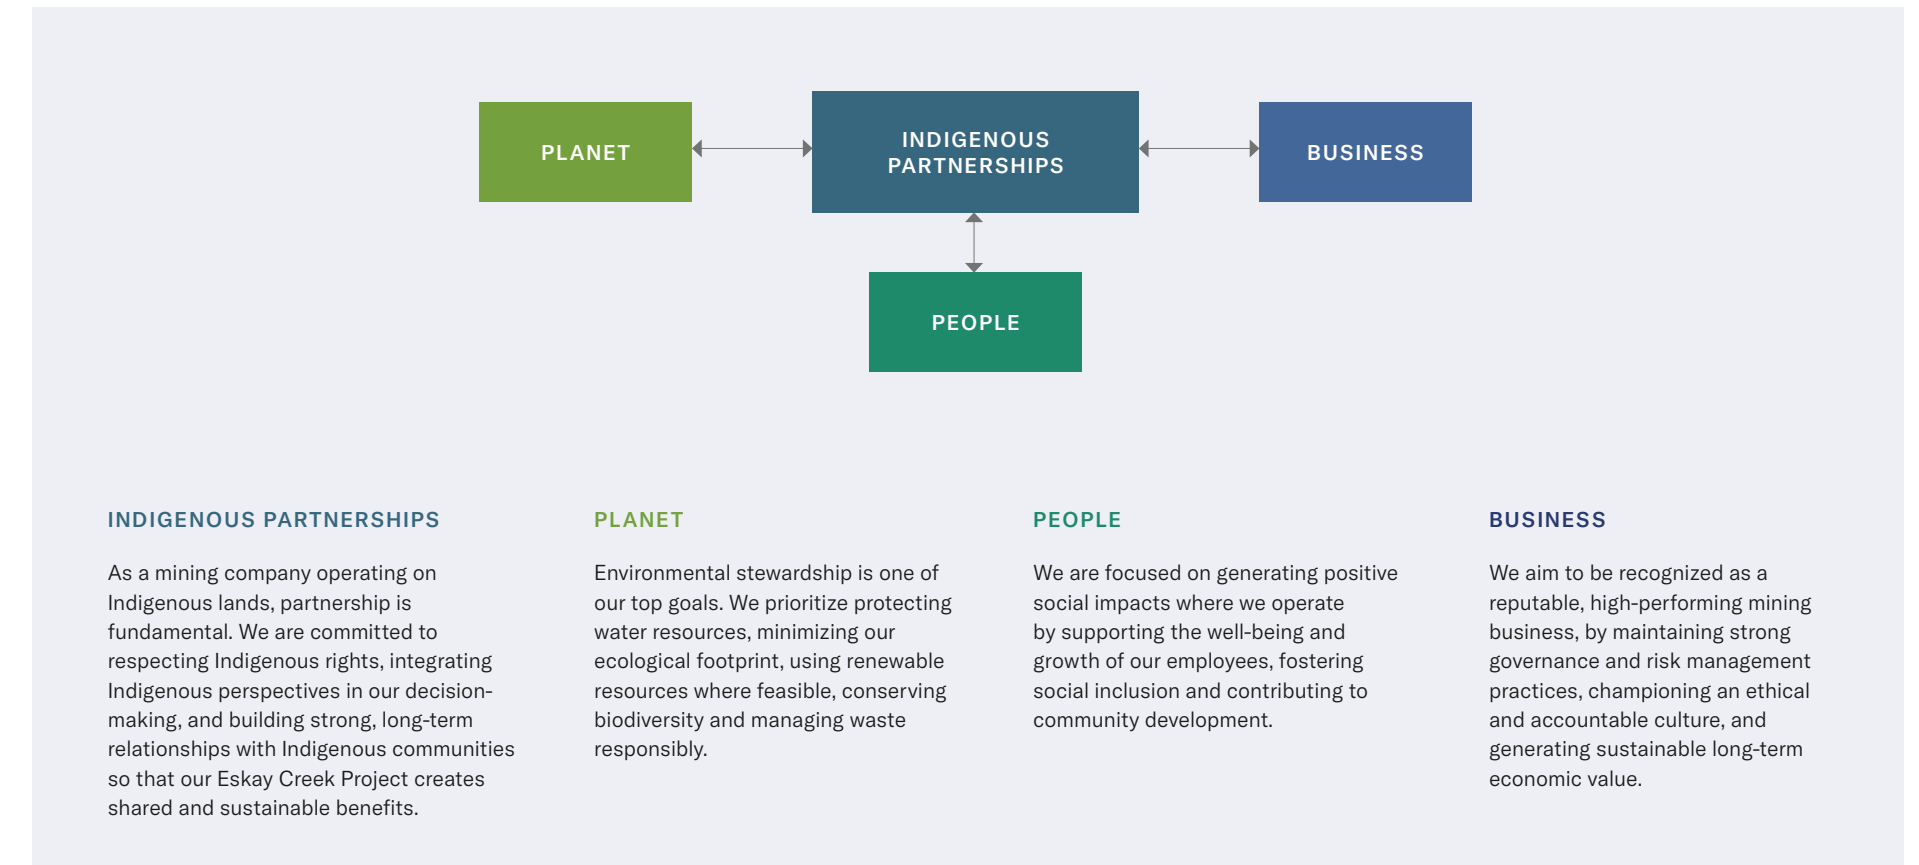 PLANET
INDIGENOUS
PARTNERSHIPS
BUSINESS
PEOPLE
INDIGENOUS PARTNERSHIPS
As a mining company operating on
Indigenous lands, partnership is
fundamental. We are committed to
respecting Indigenous rights, integrating
Indigenous perspectives in our decision-
making, and building strong, long-term
relationships with Indigenous communities
so that our Eskay Creek Project creates
shared and sustainable benefits.
PLANET
Environmental stewardship is one of
our top goals. We prioritize protecting
water resources, minimizing our
ecological footprint, using renewable
resources where feasible, conserving
biodiversity and managing waste
responsibly.
PEOPLE
We are focused on generating positive
social impacts where we operate
by supporting the well-being and
growth of our employees, fostering
social inclusion and contributing to
community development.
BUSINESS
We aim to be recognized as a
reputable, high-performing mining
business, by maintaining strong
governance and risk management
practices, championing an ethical
and accountable culture, and
generating sustainable long-term
economic value.